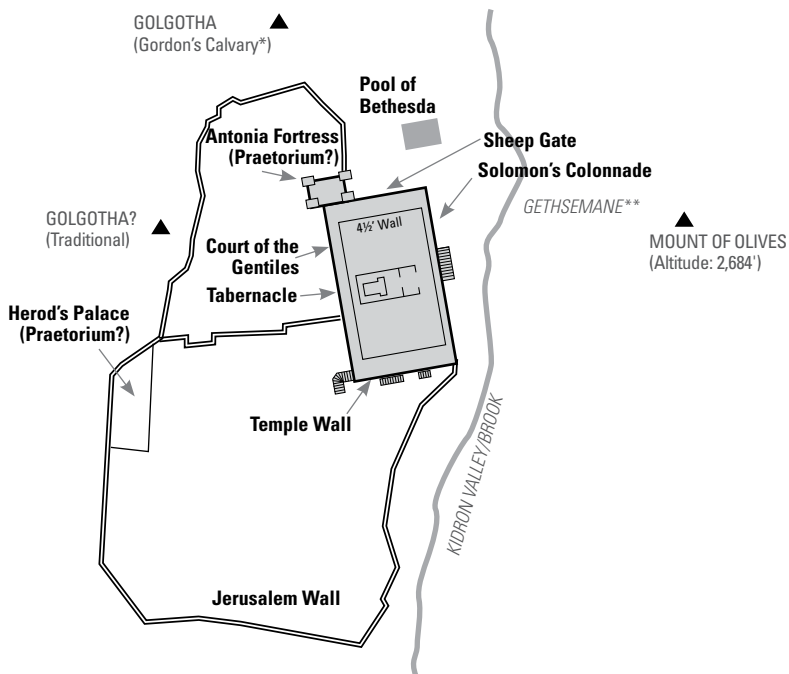 GOLGOTHA
(Gordon’s Calvary*)
Pool of
Bethesda
Antonia Fortress
(Praetorium?)
Sheep Gate
Solomon’s Colonnade
GETHSEMANE**
GOLGOTHA?
(Traditional)
4½’ Wall
MOUNT OF OLIVES
(Altitude: 2,684')
Court of the
Gentiles
Tabernacle
Herod’s Palace
(Praetorium?)
Temple Wall
KIDRON VALLEY/BROOK
Jerusalem Wall